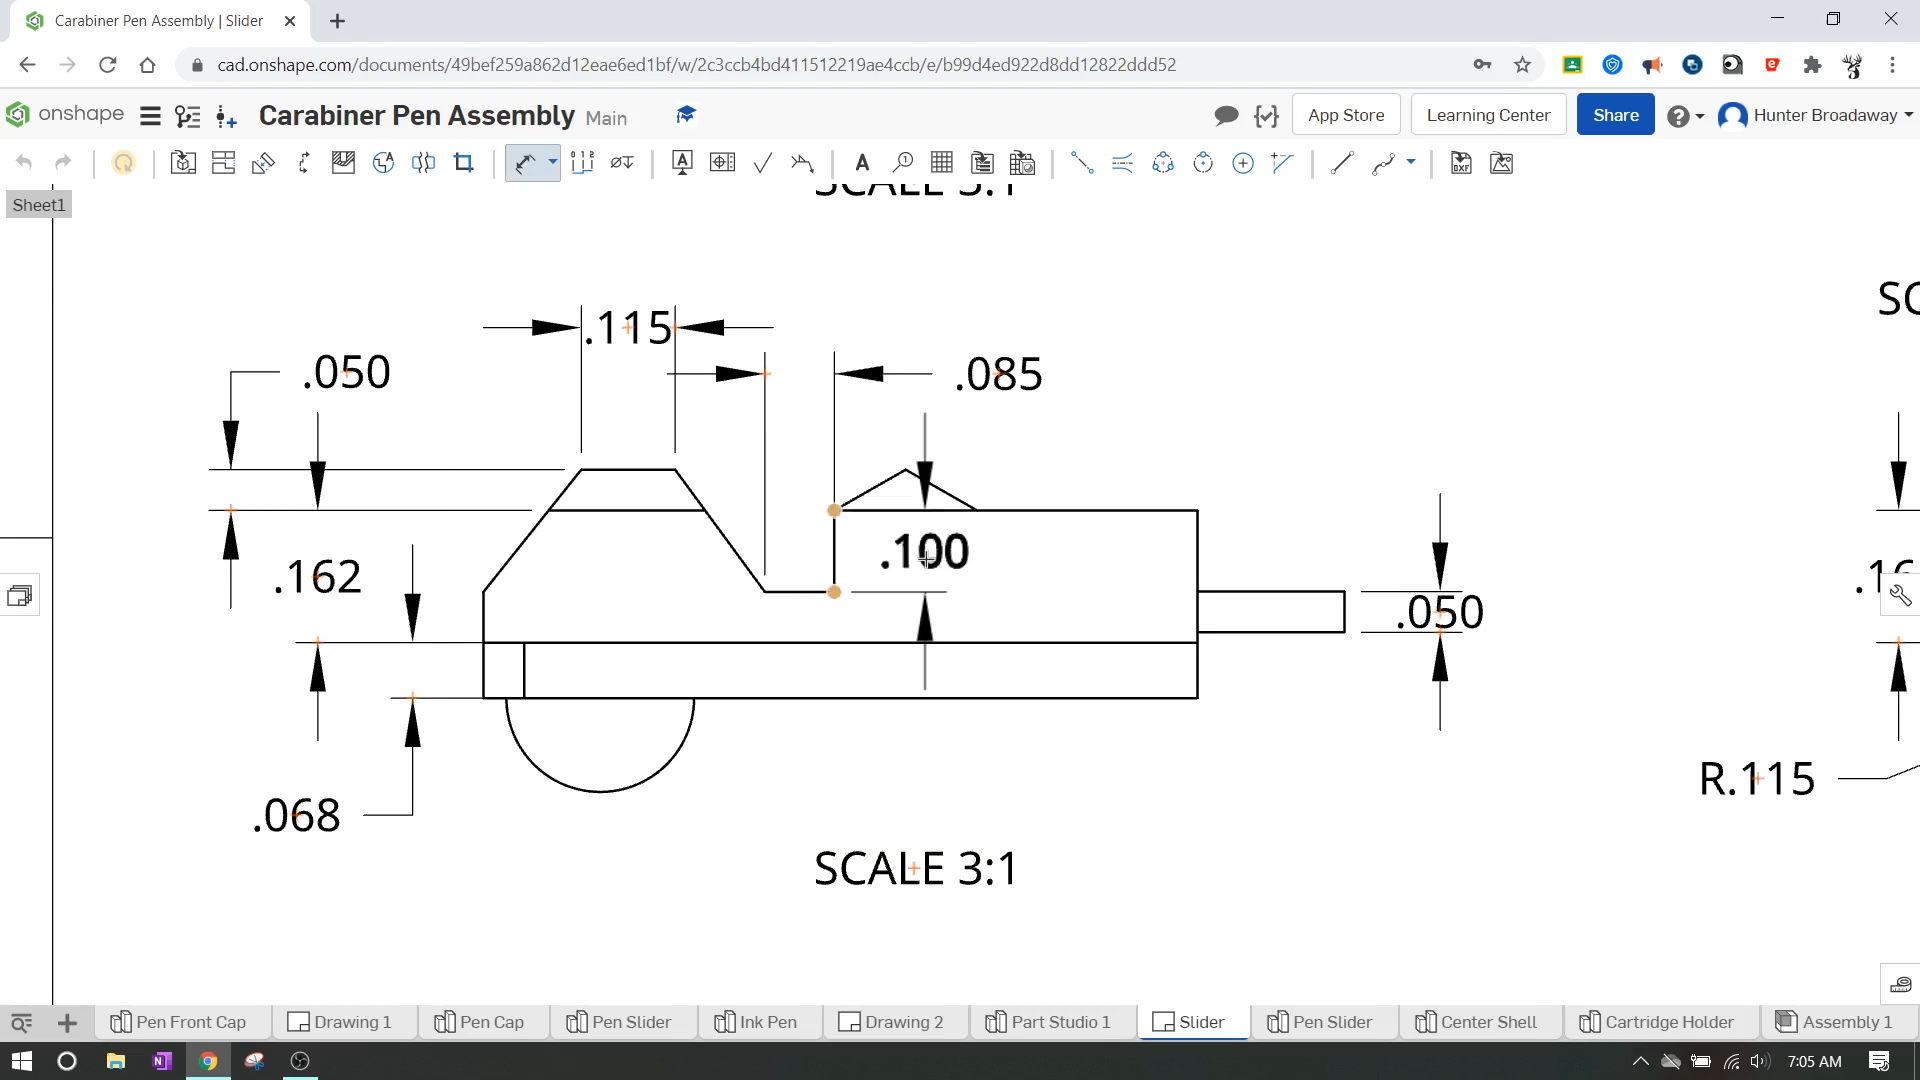 Carabiner Pen Assembly | Slider
cad.onshape.com/documents/49bef259a862d12eae6ed1bf/w/2c3ccb4bd411512219ae4ccb/e/b99d4ed922d8dd12822ddd52
onshape
Carabiner Pen Assembly Main
App Store
Learning Center
Share
Hunter Broadaway
Sheet1
SCALE 3:1
.115
.050
.085
.100
.162
.050
R.115
.068
SCALE 3:1
Pen Front Cap
Drawing 1
Pen Cap
Pen Slider
Ink Pen
Drawing 2
Part Studio 1
Slider
Pen Slider
Center Shell
Cartridge Holder
Assembly 1
7:05 AM